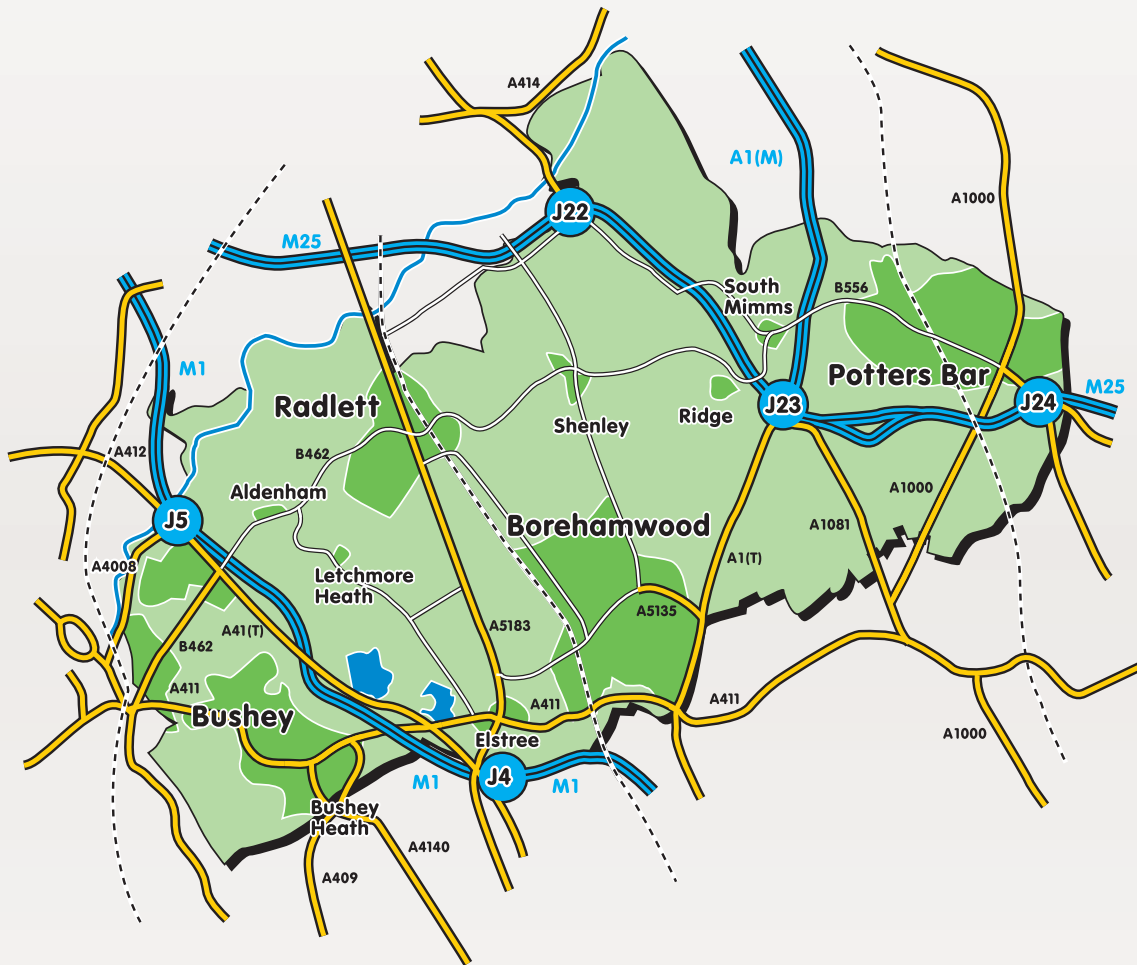 A414
A1(M)
A1000
J22
M25
South
Mimms
B556
M1
Potters Bar
M25
J24
J23
Radlett
Ridge
Shenley
A412
B462
Aldenham
A1000
J5
Borehamwood
A1081
A1(T)
A4008
Letchmore
Heath
A5135
A5183
A41(T)
B462
A411
A411
A411
Bushey
Elstree
A1000
J4
M1
M1
Bushey
Heath
A4140
A409